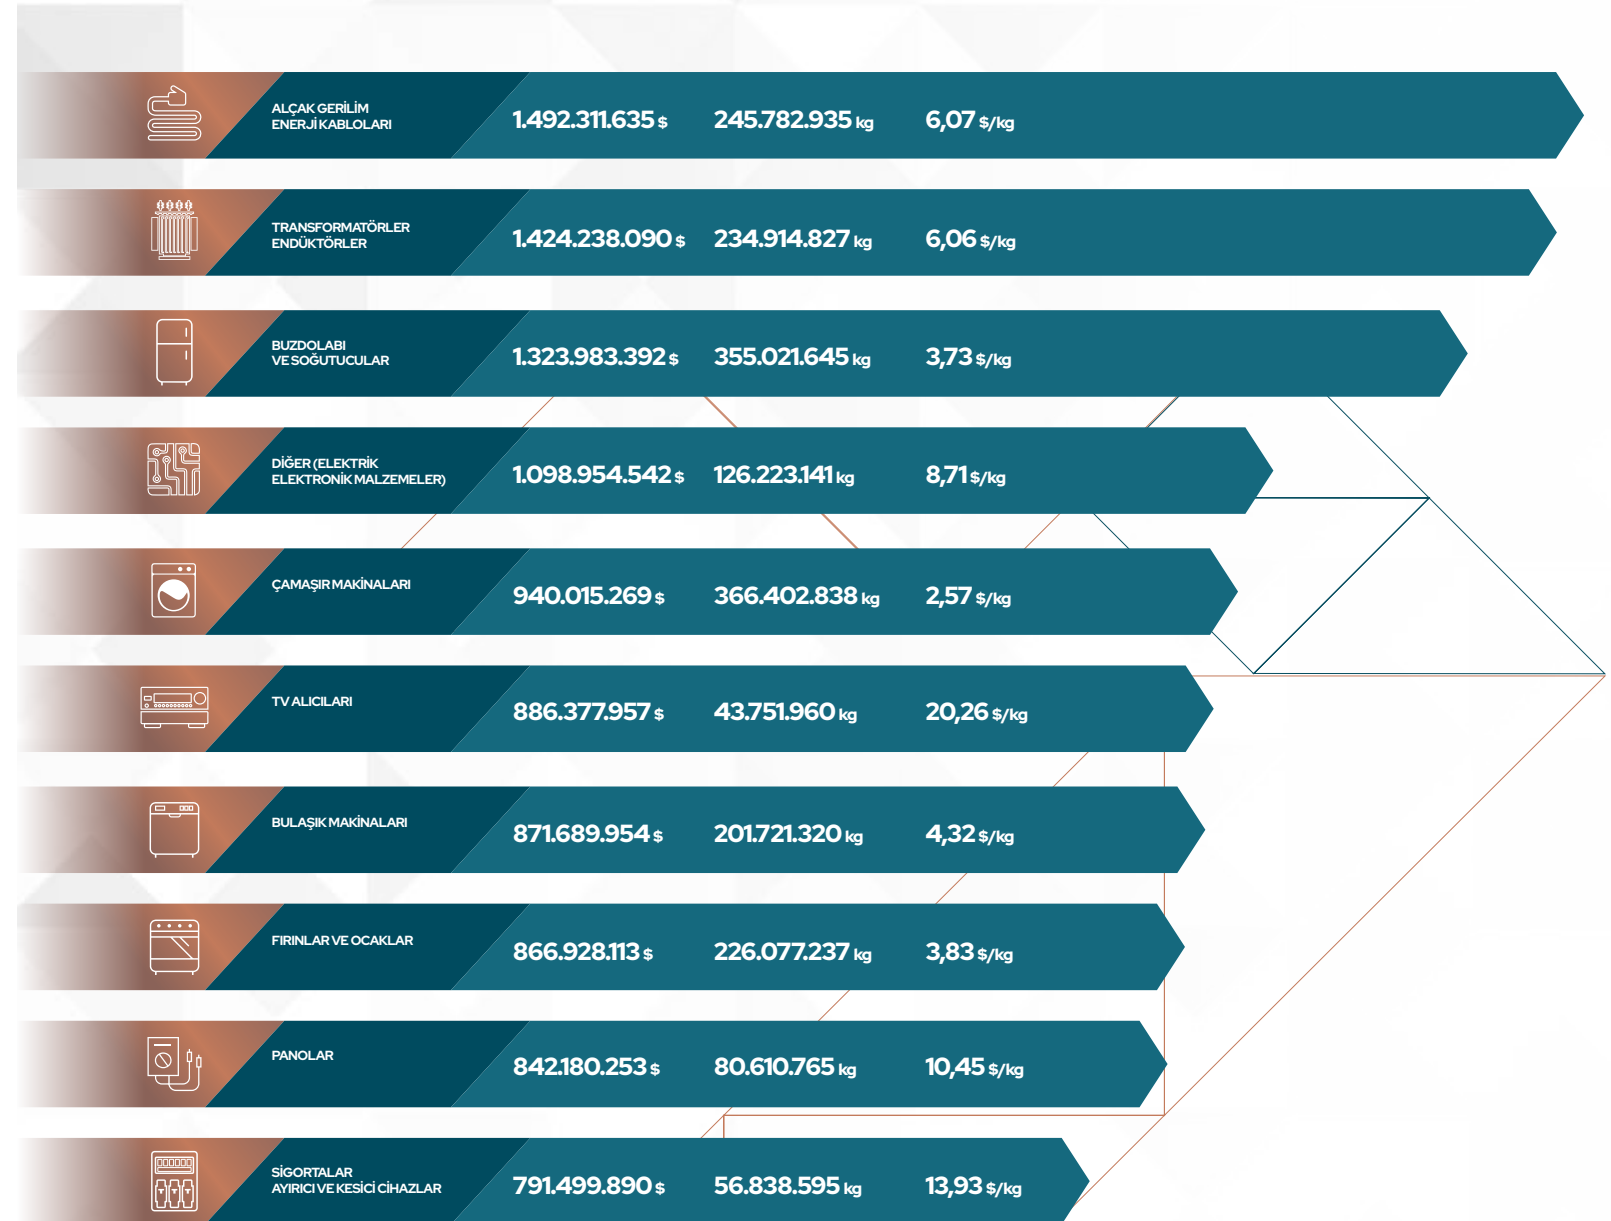 ALÇAK GERİLİM
ENERJİ KABLOLARI
1.492.311.635 $ 245.782.935 kg 6,07 $/kg
TRANSFORMATÖRLER
ENDÜKTÖRLER
1.424.238.090 $ 234.914.827 kg 6,06 $/kg
BUZDOLABI
VE SOĞUTUCULAR
1.323.983.392 $ 355.021.645 kg 3,73 $/kg
DİĞER (ELEKTRİK
ELEKTRONİK MALZEMELER)
1.098.954.542 $ 126.223.141 kg 8,71 $/kg
ÇAMAŞIR MAKİNALARI
940.015.269 $ 366.402.838 kg 2,57 $/kg
TV ALICILARI
886.377.957 $ 43.751.960 kg 20,26 $/kg
BULAŞIK MAKİNALARI
871.689.954 $ 201.721.320 kg 4,32 $/kg
FIRINLAR VE OCAKLAR
866.928.113 $ 226.077.237 kg 3,83 $/kg
PANOLAR
842.180.253 $ 80.610.765 kg 10,45 $/kg
SİGORTALAR
AYIRICI VE KESİCİ CİHAZLAR
791.499.890 $ 56.838.595 kg 13,93 $/kg